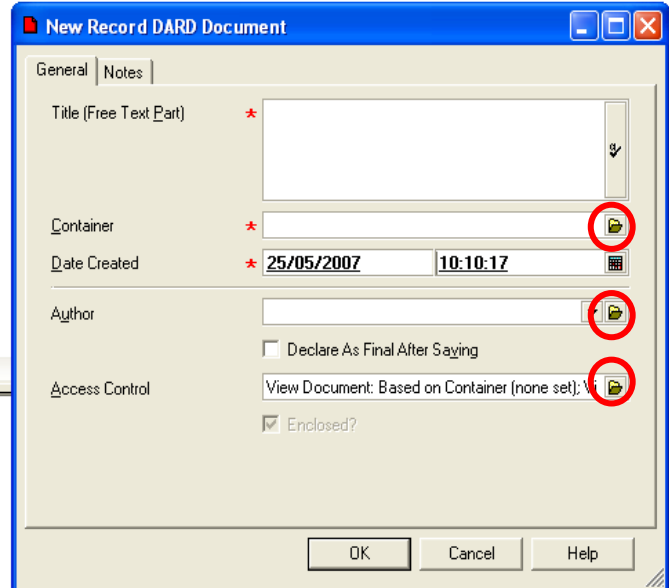 New Record DARD Document
General Notes
Title (Free Text Part) *
Container *
Date Created * 25/05/2007 10:10:17
Author
Declare As Final After Saving
Access Control View Document: Based on Container (none set); Vi
Enclosed?
OK Cancel Help